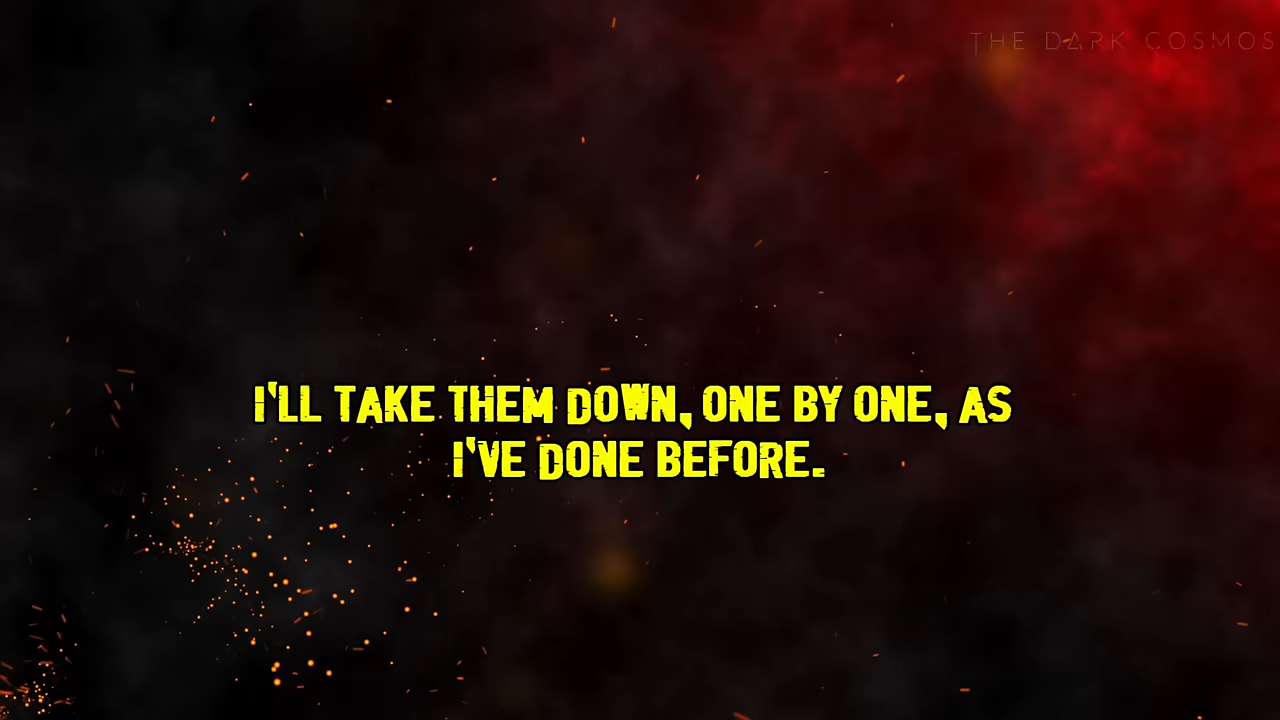 THE DARK COSMOS
I'LL TAKE THEM DOWN, ONE BY ONE, AS
I'VE DONE BEFORE.